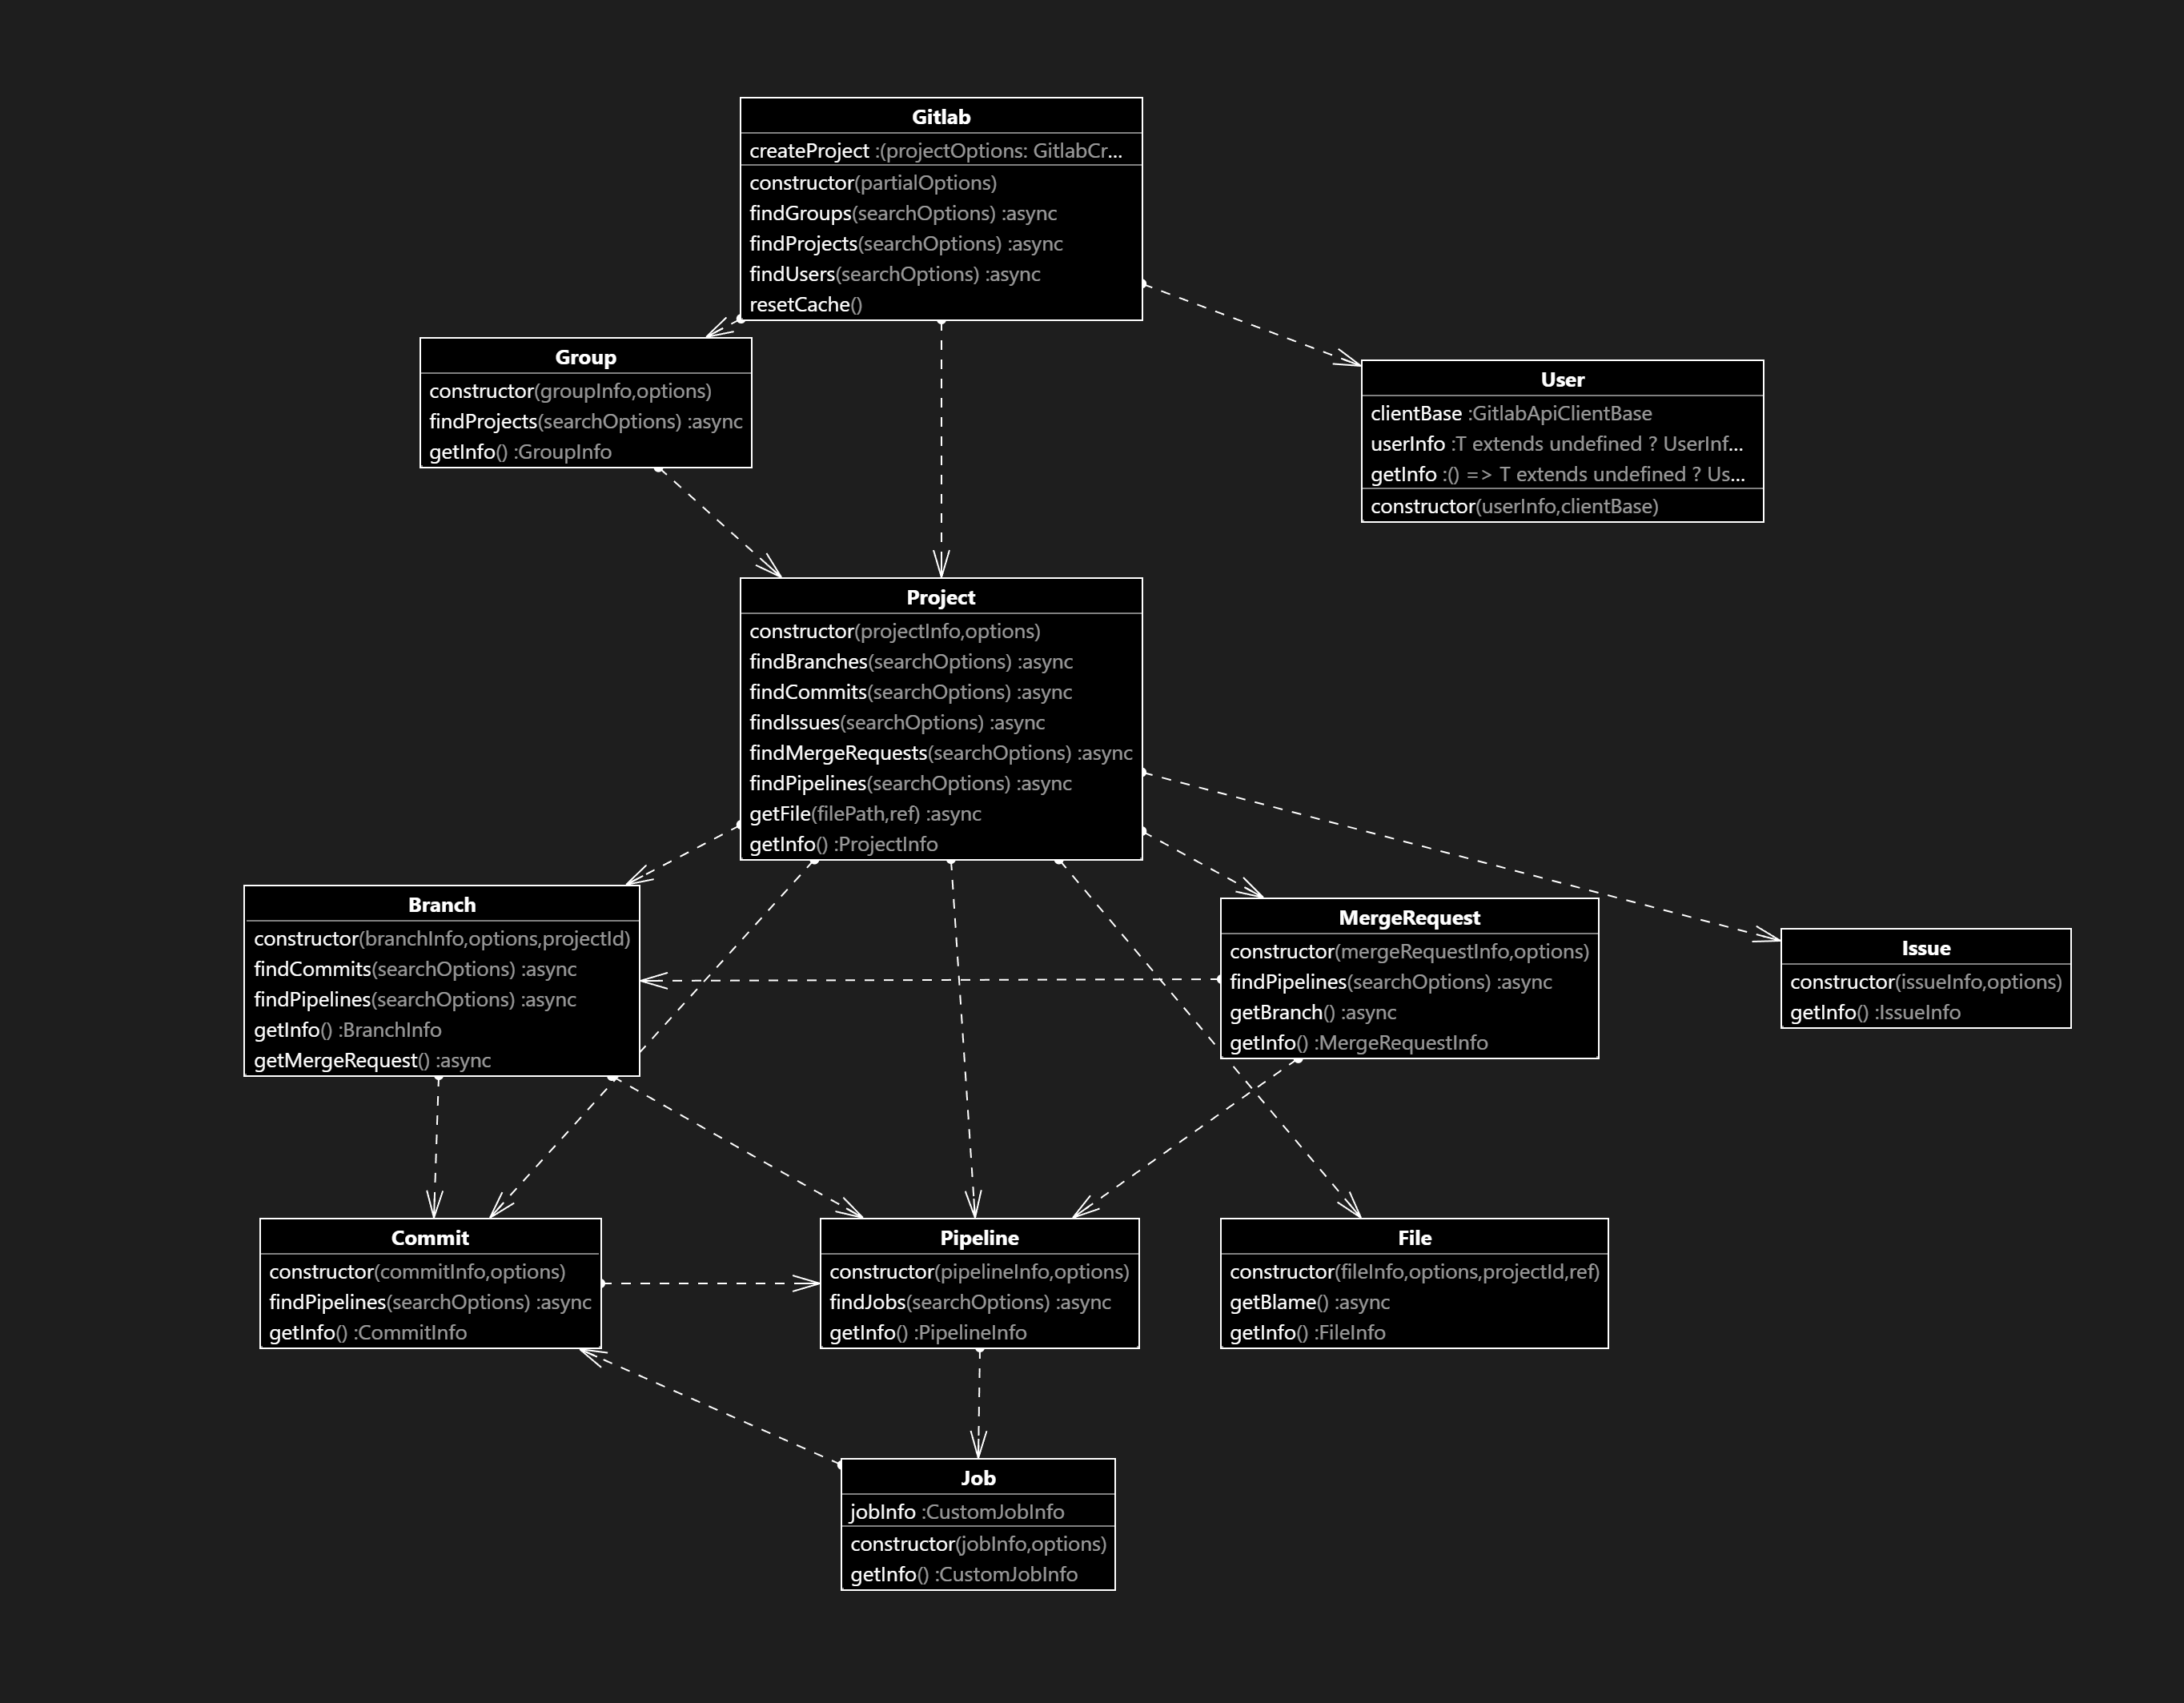 Gitlab
createProject :(projectOptions: GitlabCr...
constructor(partialOptions)
findGroups(searchOptions) :async
findProjects(searchOptions) :async
findUsers(searchOptions) :async
resetCache()
Group
constructor(groupInfo,options)
findProjects(searchOptions) :async
getInfo() :GroupInfo
User
clientBase :GitlabApiClientBase
userInfo :T extends undefined ? UserInf...
getInfo :() => T extends undefined ? Us...
constructor(userInfo,clientBase)
Project
constructor(projectInfo,options)
findBranches(searchOptions) :async
findCommits(searchOptions) :async
findIssues(searchOptions) :async
findMergeRequests(searchOptions) :async
findPipelines(searchOptions) :async
getFile(filePath,ref) :async
getInfo() :ProjectInfo
Branch
constructor(branchInfo,options,projectId)
findCommits(searchOptions) :async
findPipelines(searchOptions) :async
getInfo() :BranchInfo
getMergeRequest() :async
MergeRequest
constructor(mergeRequestInfo,options)
findPipelines(searchOptions) :async
getBranch() :async
getInfo() :MergeRequestInfo
Issue
constructor(issueInfo,options)
getInfo() :IssueInfo
Commit
constructor(commitInfo,options)
findPipelines(searchOptions) :async
getInfo() :CommitInfo
Pipeline
constructor(pipelineInfo,options)
findJobs(searchOptions) :async
getInfo() :PipelineInfo
File
constructor(fileInfo,options,projectId,ref)
getBlame() :async
getInfo() :FileInfo
Job
jobInfo :CustomJobInfo
constructor(jobInfo,options)
getInfo() :CustomJobInfo